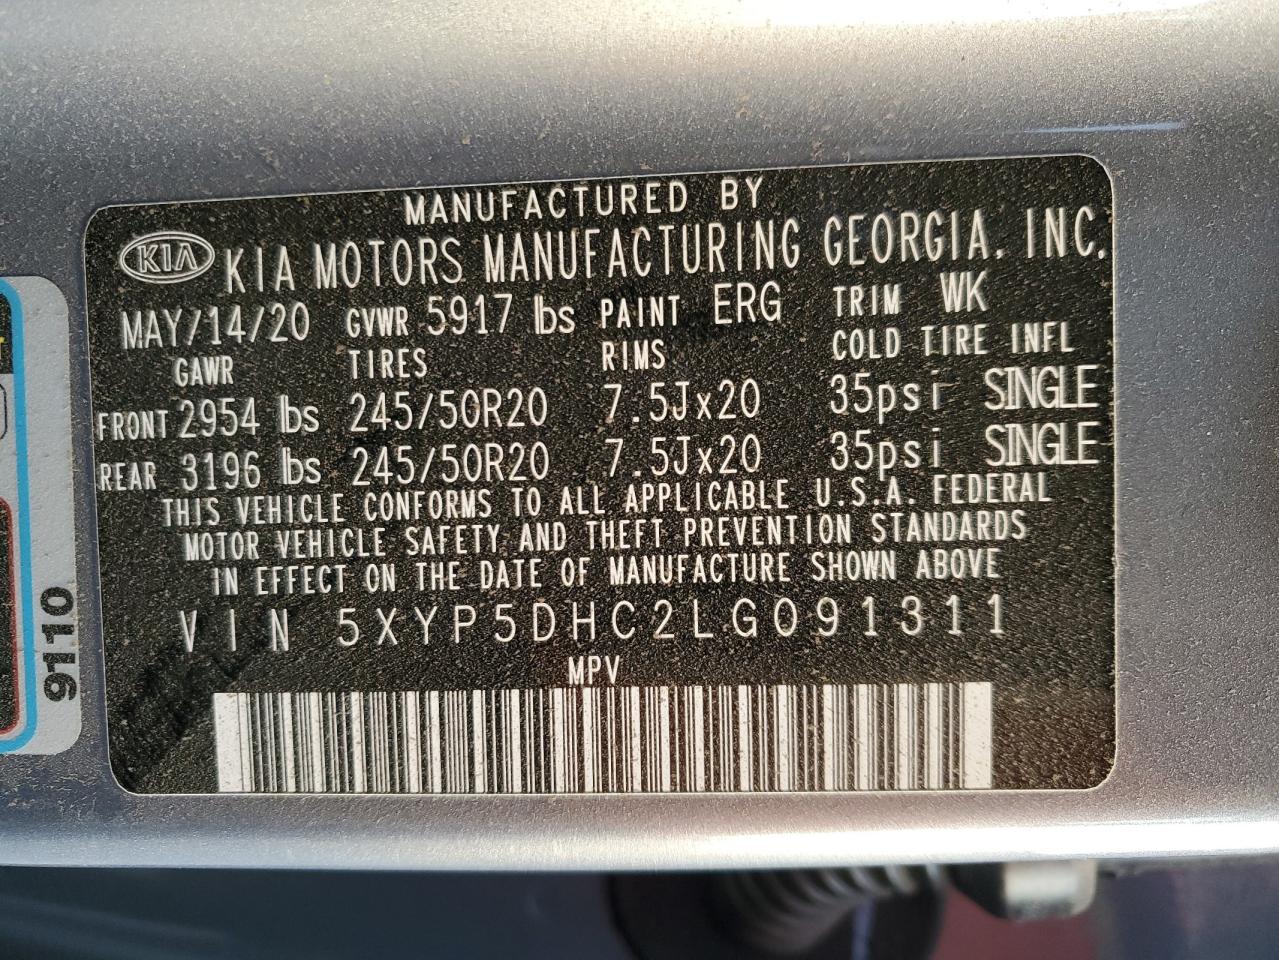 MANUFACTURED BY
KIA KIA MOTORS MANUFACTURING GEORGIA. INC.
MAY/14/20 GVWR 5917 lbs PAINT ERG TRIM WK
GAWR TIRES RIMS COLD TIRE INFL
FRONT 2954 lbs 245/50R20 7.5Jx20 35psi SINGLE
REAR 3196 lbs 245/50R20 7.5Jx20 35psi SINGLE
THIS VEHICLE CONFORMS TO ALL APPLICABLE U.S.A. FEDERAL
MOTOR VEHICLE SAFETY AND THEFT PREVENTION STANDARDS
IN EFFECT ON THE DATE OF MANUFACTURE SHOWN ABOVE
VIN 5XYP5DHC2LG091311
MPV
9110